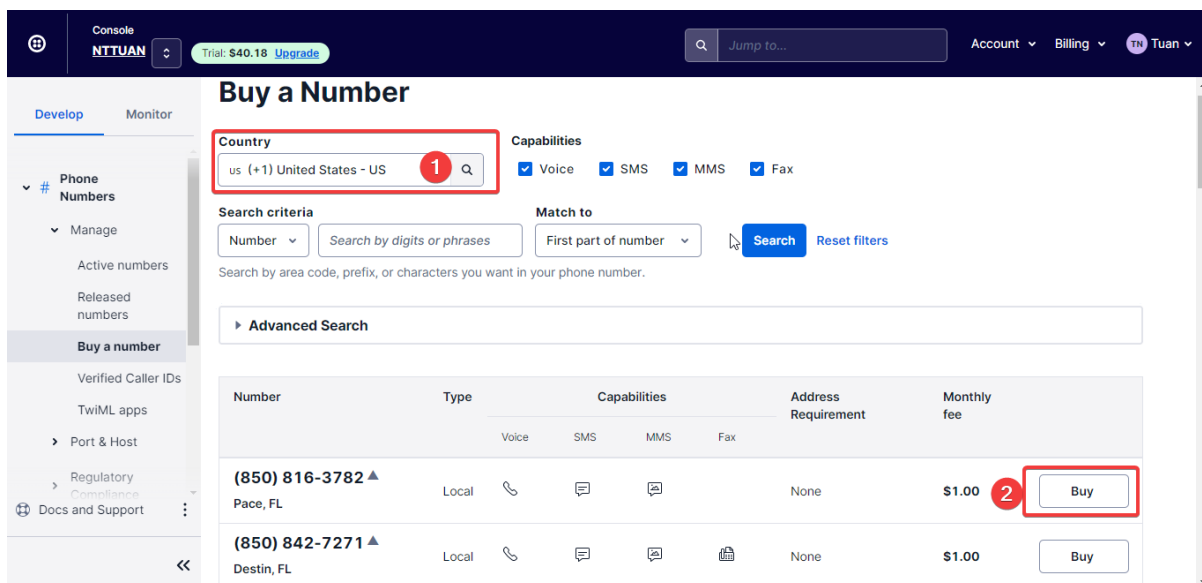 Console
NTTUAN
Trial: $40.18 Upgrade
Jump to...
Account
Billing
TN Tuan
Develop
Monitor
Phone
Numbers
Manage
Active numbers
Released
numbers
Buy a number
Verified Caller IDs
TwiML apps
Port & Host
Regulatory
Compliance
Docs and Support
Buy a Number
Country
us (+1) United States - US
1
Capabilities
Voice SMS MMS Fax
Search criteria
Match to
Number
Search by digits or phrases
First part of number
Search
Reset filters
Search by area code, prefix, or characters you want in your phone number.
Advanced Search
Number Type Capabilities Address Monthly
Requirement fee
Voice SMS MMS Fax
(850) 816-3782
Pace, FL
Local None $1.00 2 Buy
(850) 842-7271
Destin, FL
Local None $1.00 Buy